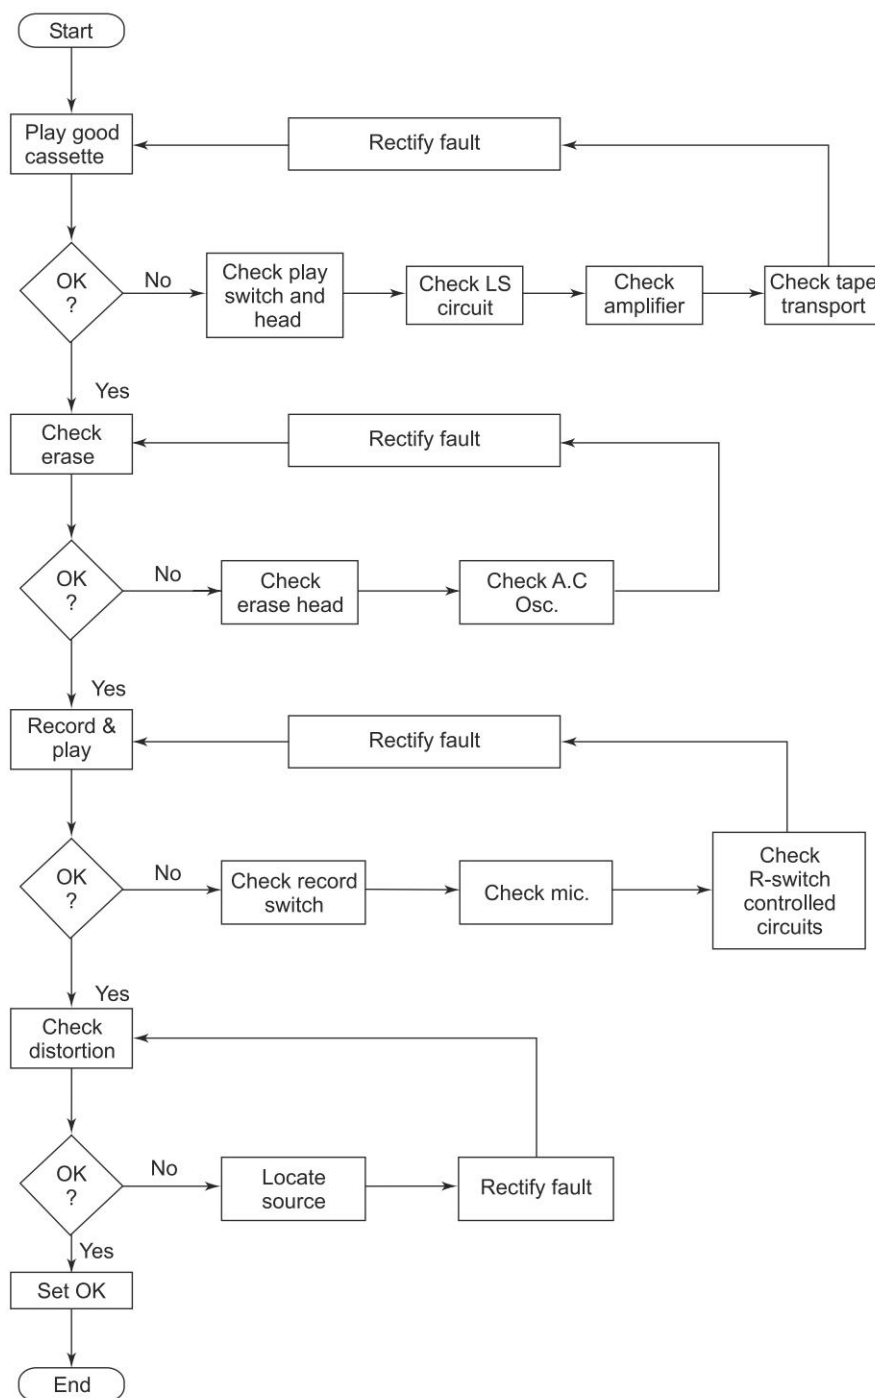 Start
Play good
cassette
Rectify fault
OK
?
No
Check play
switch and
head
Check LS
circuit
Check
amplifier
Check tape
transport
Yes
Check
erase
Rectify fault
OK
?
No
Check
erase head
Check A.C
Osc.
Yes
Record &
play
Rectify fault
OK
?
No
Check record
switch
Check mic.
Check
R-switch
controlled
circuits
Yes
Check
distortion
OK
?
No
Locate
source
Rectify fault
Yes
Set OK
End